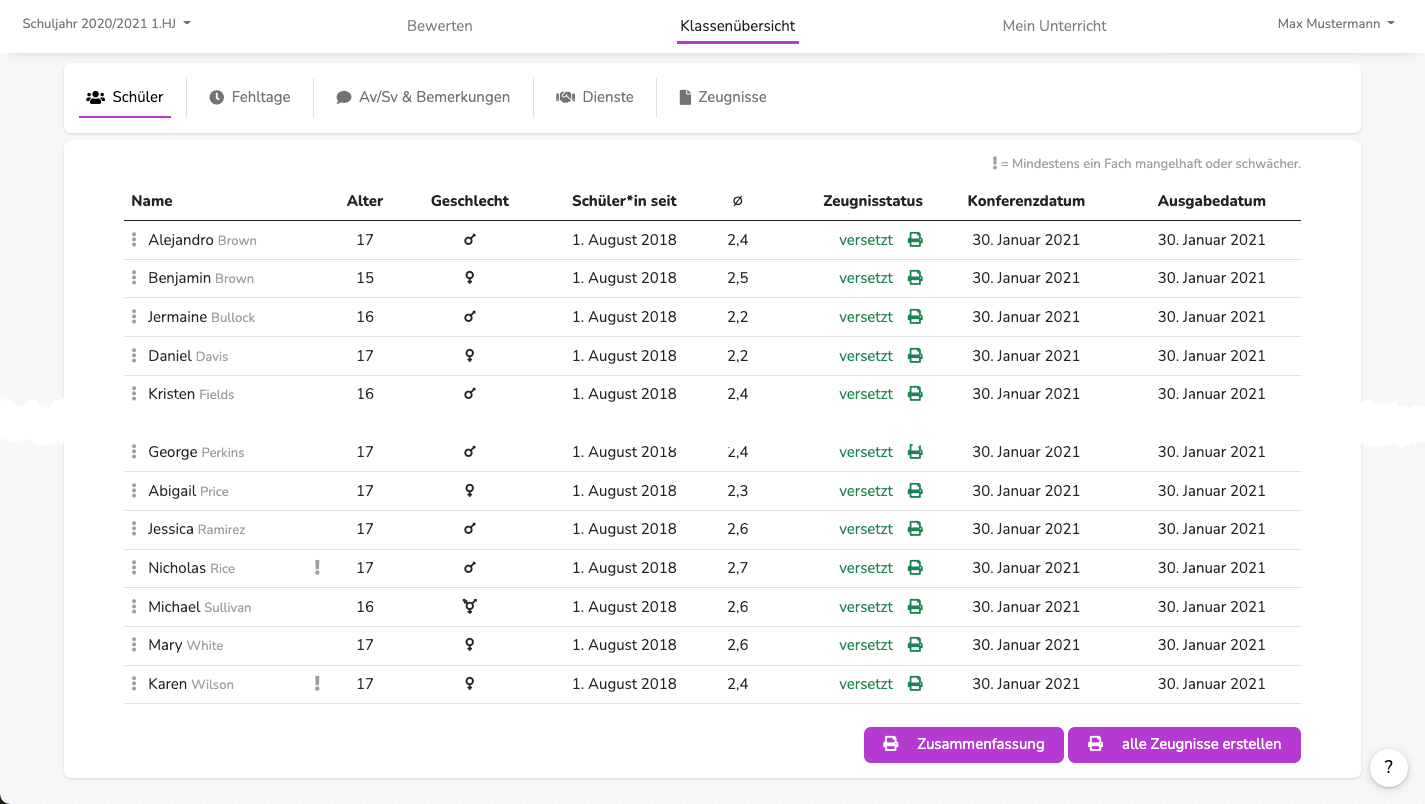 Schuljahr 2020/2021 1.HJ Bewerten Klassenübersicht Mein Unterricht Max Mustermann
Schüler Fehltage Av/Sv & Bemerkungen Dienste Zeugnisse
! = Mindestens ein Fach mangelhaft oder schwächer.
Name Alter Geschlecht Schüler*in seit ∅ Zeugnisstatus Konferenzdatum Ausgabedatum
Alejandro Brown 17 ♂ 1. August 2018 2,4 versetzt 30. Januar 2021 30. Januar 2021
Benjamin Brown 15 ♀ 1. August 2018 2,5 versetzt 30. Januar 2021 30. Januar 2021
Jermaine Bullock 16 ♂ 1. August 2018 2,2 versetzt 30. Januar 2021 30. Januar 2021
Daniel Davis 17 ♀ 1. August 2018 2,2 versetzt 30. Januar 2021 30. Januar 2021
Kristen Fields 16 ♂ 1. August 2018 2,4 versetzt 30. Januar 2021 30. Januar 2021
George Perkins 17 ♂ 1. August 2018 2,4 versetzt 30. Januar 2021 30. Januar 2021
Abigail Price 17 ♀ 1. August 2018 2,3 versetzt 30. Januar 2021 30. Januar 2021
Jessica Ramirez 17 ♂ 1. August 2018 2,6 versetzt 30. Januar 2021 30. Januar 2021
Nicholas Rice ! 17 ♂ 1. August 2018 2,7 versetzt 30. Januar 2021 30. Januar 2021
Michael Sullivan 16 ⚧ 1. August 2018 2,6 versetzt 30. Januar 2021 30. Januar 2021
Mary White 17 ♀ 1. August 2018 2,6 versetzt 30. Januar 2021 30. Januar 2021
Karen Wilson ! 17 ♀ 1. August 2018 2,4 versetzt 30. Januar 2021 30. Januar 2021
Zusammenfassung alle Zeugnisse erstellen
?